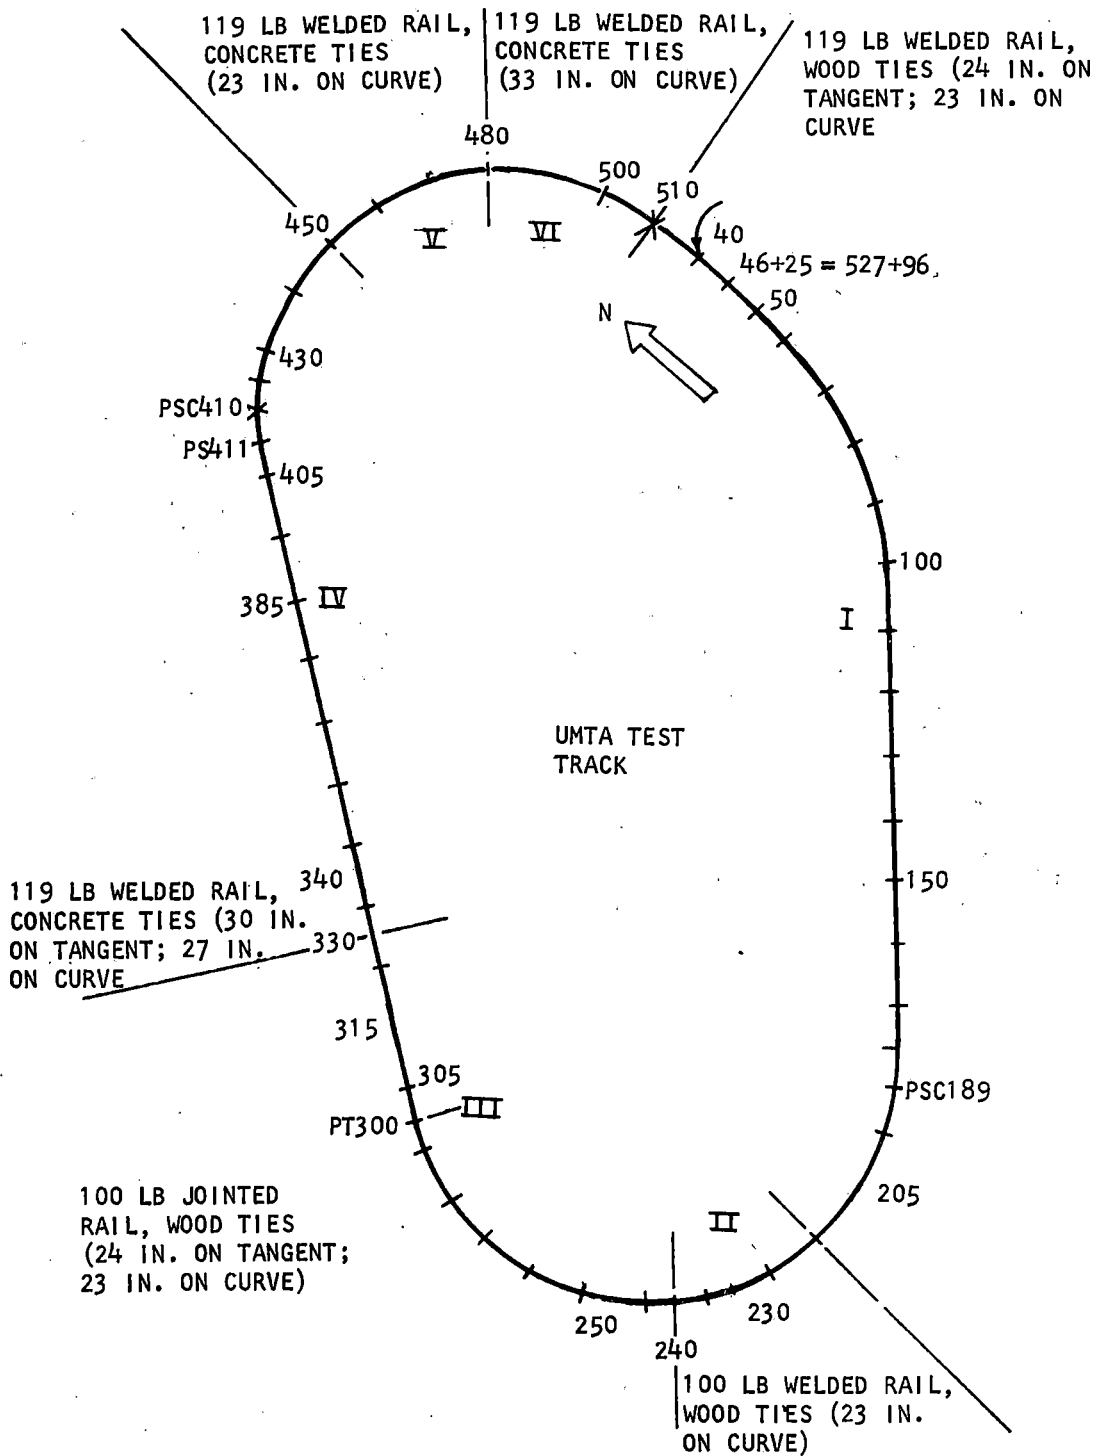 119 LB WELDED RAIL,
CONCRETE TIES
(23 IN. ON CURVE)
119 LB WELDED RAIL,
CONCRETE TIES
(33 IN. ON CURVE)
119 LB WELDED RAIL,
WOOD TIES (24 IN. ON
TANGENT; 23 IN. ON
CURVE
480
500
510
450
V
VI
40
46+25 = 527+96
50
N
430
PSC410
PS411
405
100
385
IV
I
UMTA TEST
TRACK
340
150
119 LB WELDED RAIL,
CONCRETE TIES (30 IN.
ON TANGENT; 27 IN.
ON CURVE
330
315
305
PSC189
III
PT300
100 LB JOINTED
RAIL, WOOD TIES
(24 IN. ON TANGENT;
23 IN. ON CURVE)
205
II
230
250
240
100 LB WELDED RAIL,
WOOD TIES (23 IN.
ON CURVE)